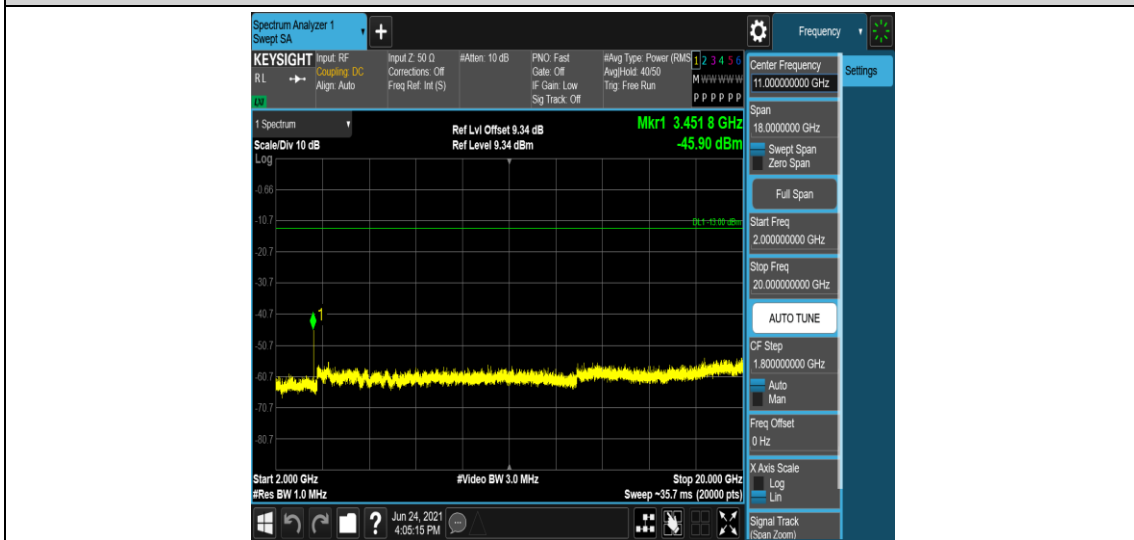 Spectrum Analyzer 1
Swept SA
+
Frequency
KEYSIGHT
RL
LXI
Input: RF
Coupling: DC
Align: Auto
Input Z: 50 Ω
Corrections: Off
Freq Ref: Int (S)
#Atten: 10 dB
PNO: Fast
Gate: Off
IF Gain: Low
Sig Track: Off
#Avg Type: Power (RMS
Avg|Hold: 40/50
Trig: Free Run
1 2 3 4 5 6
M W W W W W
P P P P P P
1 Spectrum
Scale/Div 10 dB
Log
Ref Lvl Offset 9.34 dB
Ref Level 9.34 dBm
Mkr1 3.451 8 GHz
-45.90 dBm
-0.66
-10.7
-20.7
-30.7
-40.7
-50.7
-60.7
-70.7
-80.7
DL1 -13.00 dBm
1
Start 2.000 GHz
#Res BW 1.0 MHz
#Video BW 3.0 MHz
Stop 20.000 GHz
Sweep ~35.7 ms (20000 pts)
Center Frequency
11.000000000 GHz
Settings
Span
18.0000000 GHz
Swept Span
Zero Span
Full Span
Start Freq
2.000000000 GHz
Stop Freq
20.000000000 GHz
AUTO TUNE
CF Step
1.800000000 GHz
Auto
Man
Freq Offset
0 Hz
X Axis Scale
Log
Lin
Signal Track
(Span Zoom)
?
Jun 24, 2021
4:05:15 PM